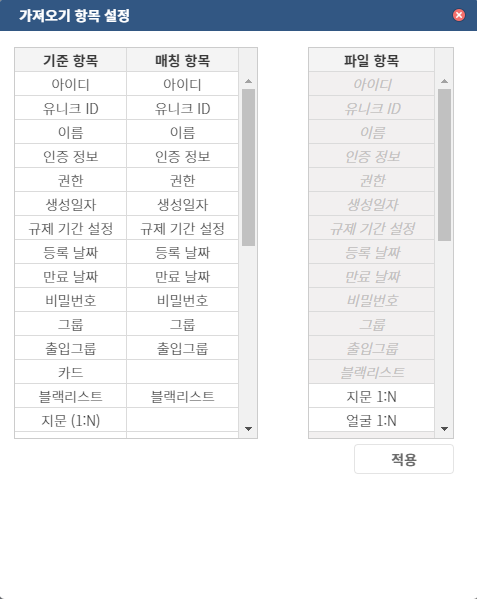 가져오기 항목 설정
기준 항목 매칭 항목 파일 항목
아이디 아이디 아이디
유니크 ID 유니크 ID 유니크 ID
이름 이름 이름
인증 정보 인증 정보 인증 정보
권한 권한 권한
생성일자 생성일자 생성일자
규제 기간 설정 규제 기간 설정 규제 기간 설정
등록 날짜 등록 날짜 등록 날짜
만료 날짜 만료 날짜 만료 날짜
비밀번호 비밀번호 비밀번호
그룹 그룹 그룹
출입그룹 출입그룹 출입그룹
카드 블랙리스트
블랙리스트 블랙리스트 지문 1:N
지문 (1:N) 얼굴 1:N
적용